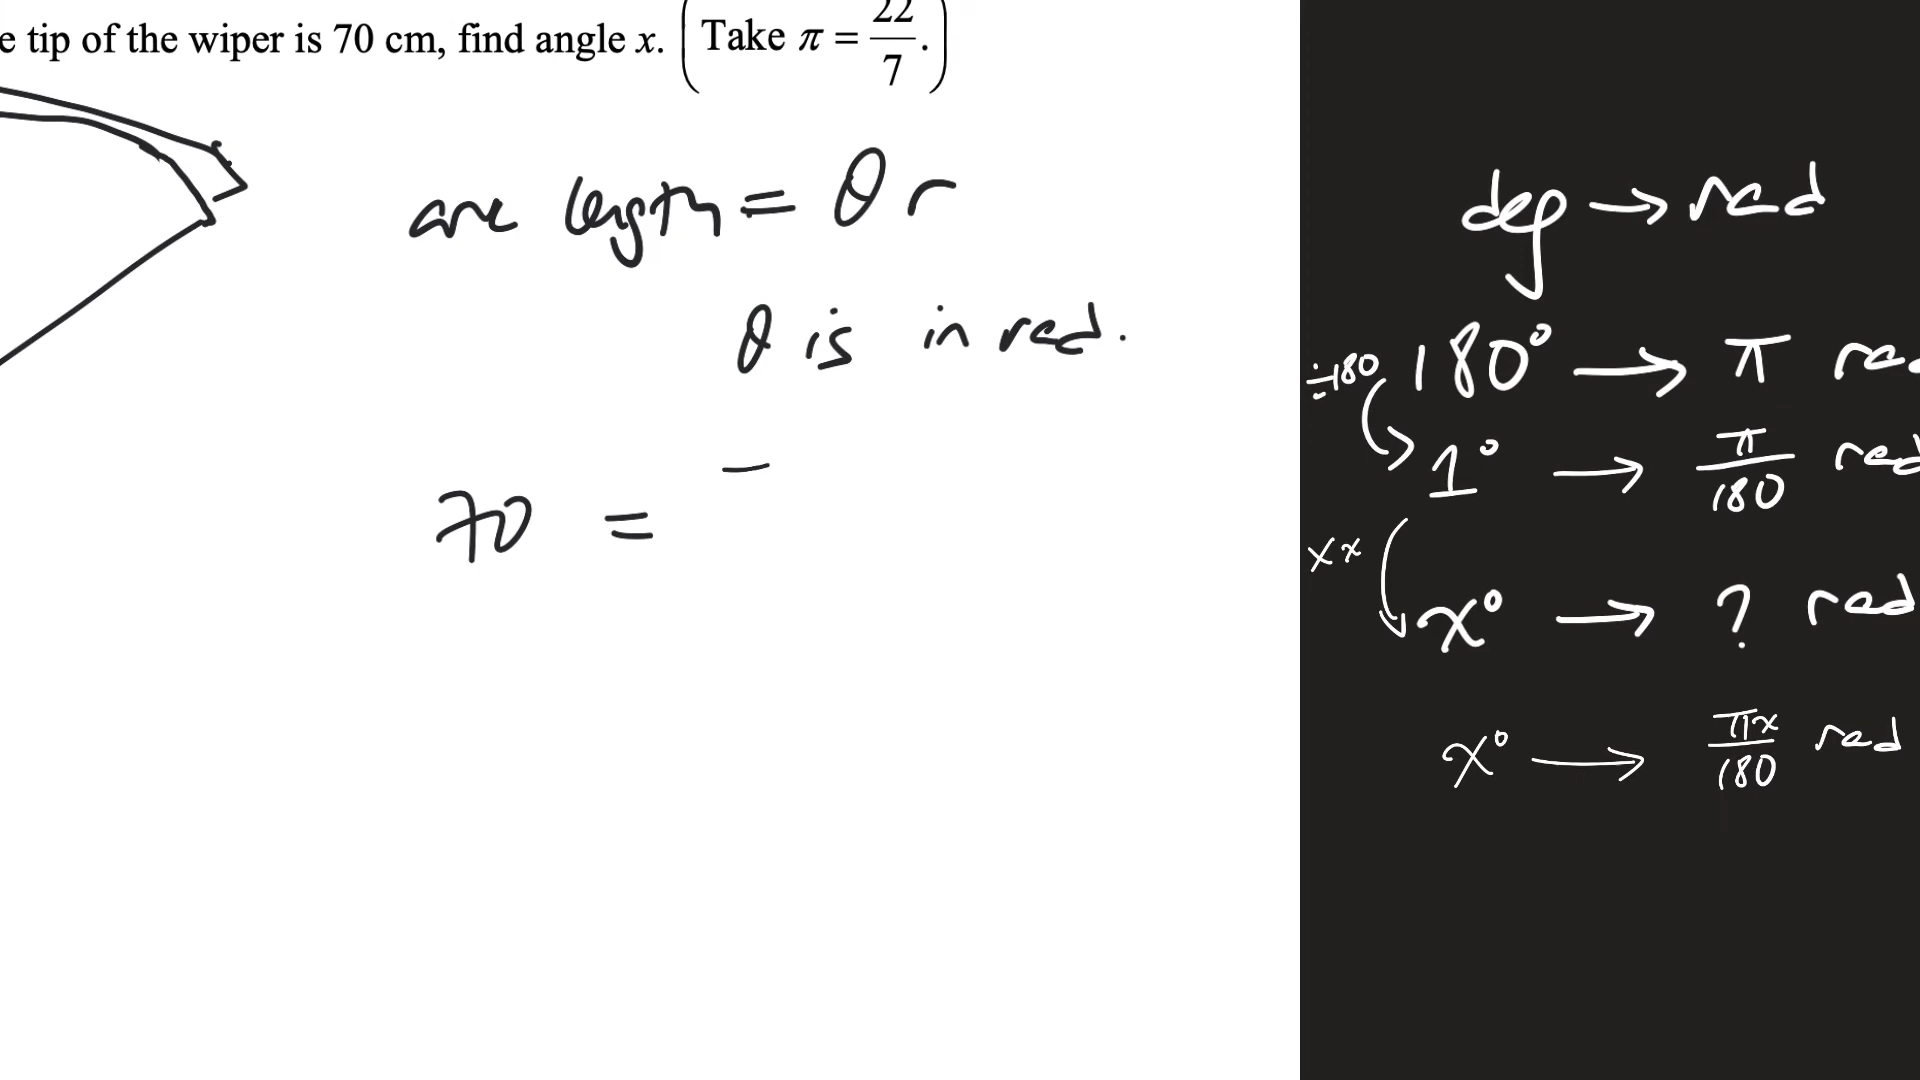 e tip of the wiper is 70 cm, find angle x. (Take π = 22/7.)
arc length = θ r
θ is in rad.
70 =
deg → rad
÷180 180° → π rad
1° → π/180 rad
×x
x° → ? rad
x° → πx/180 rad